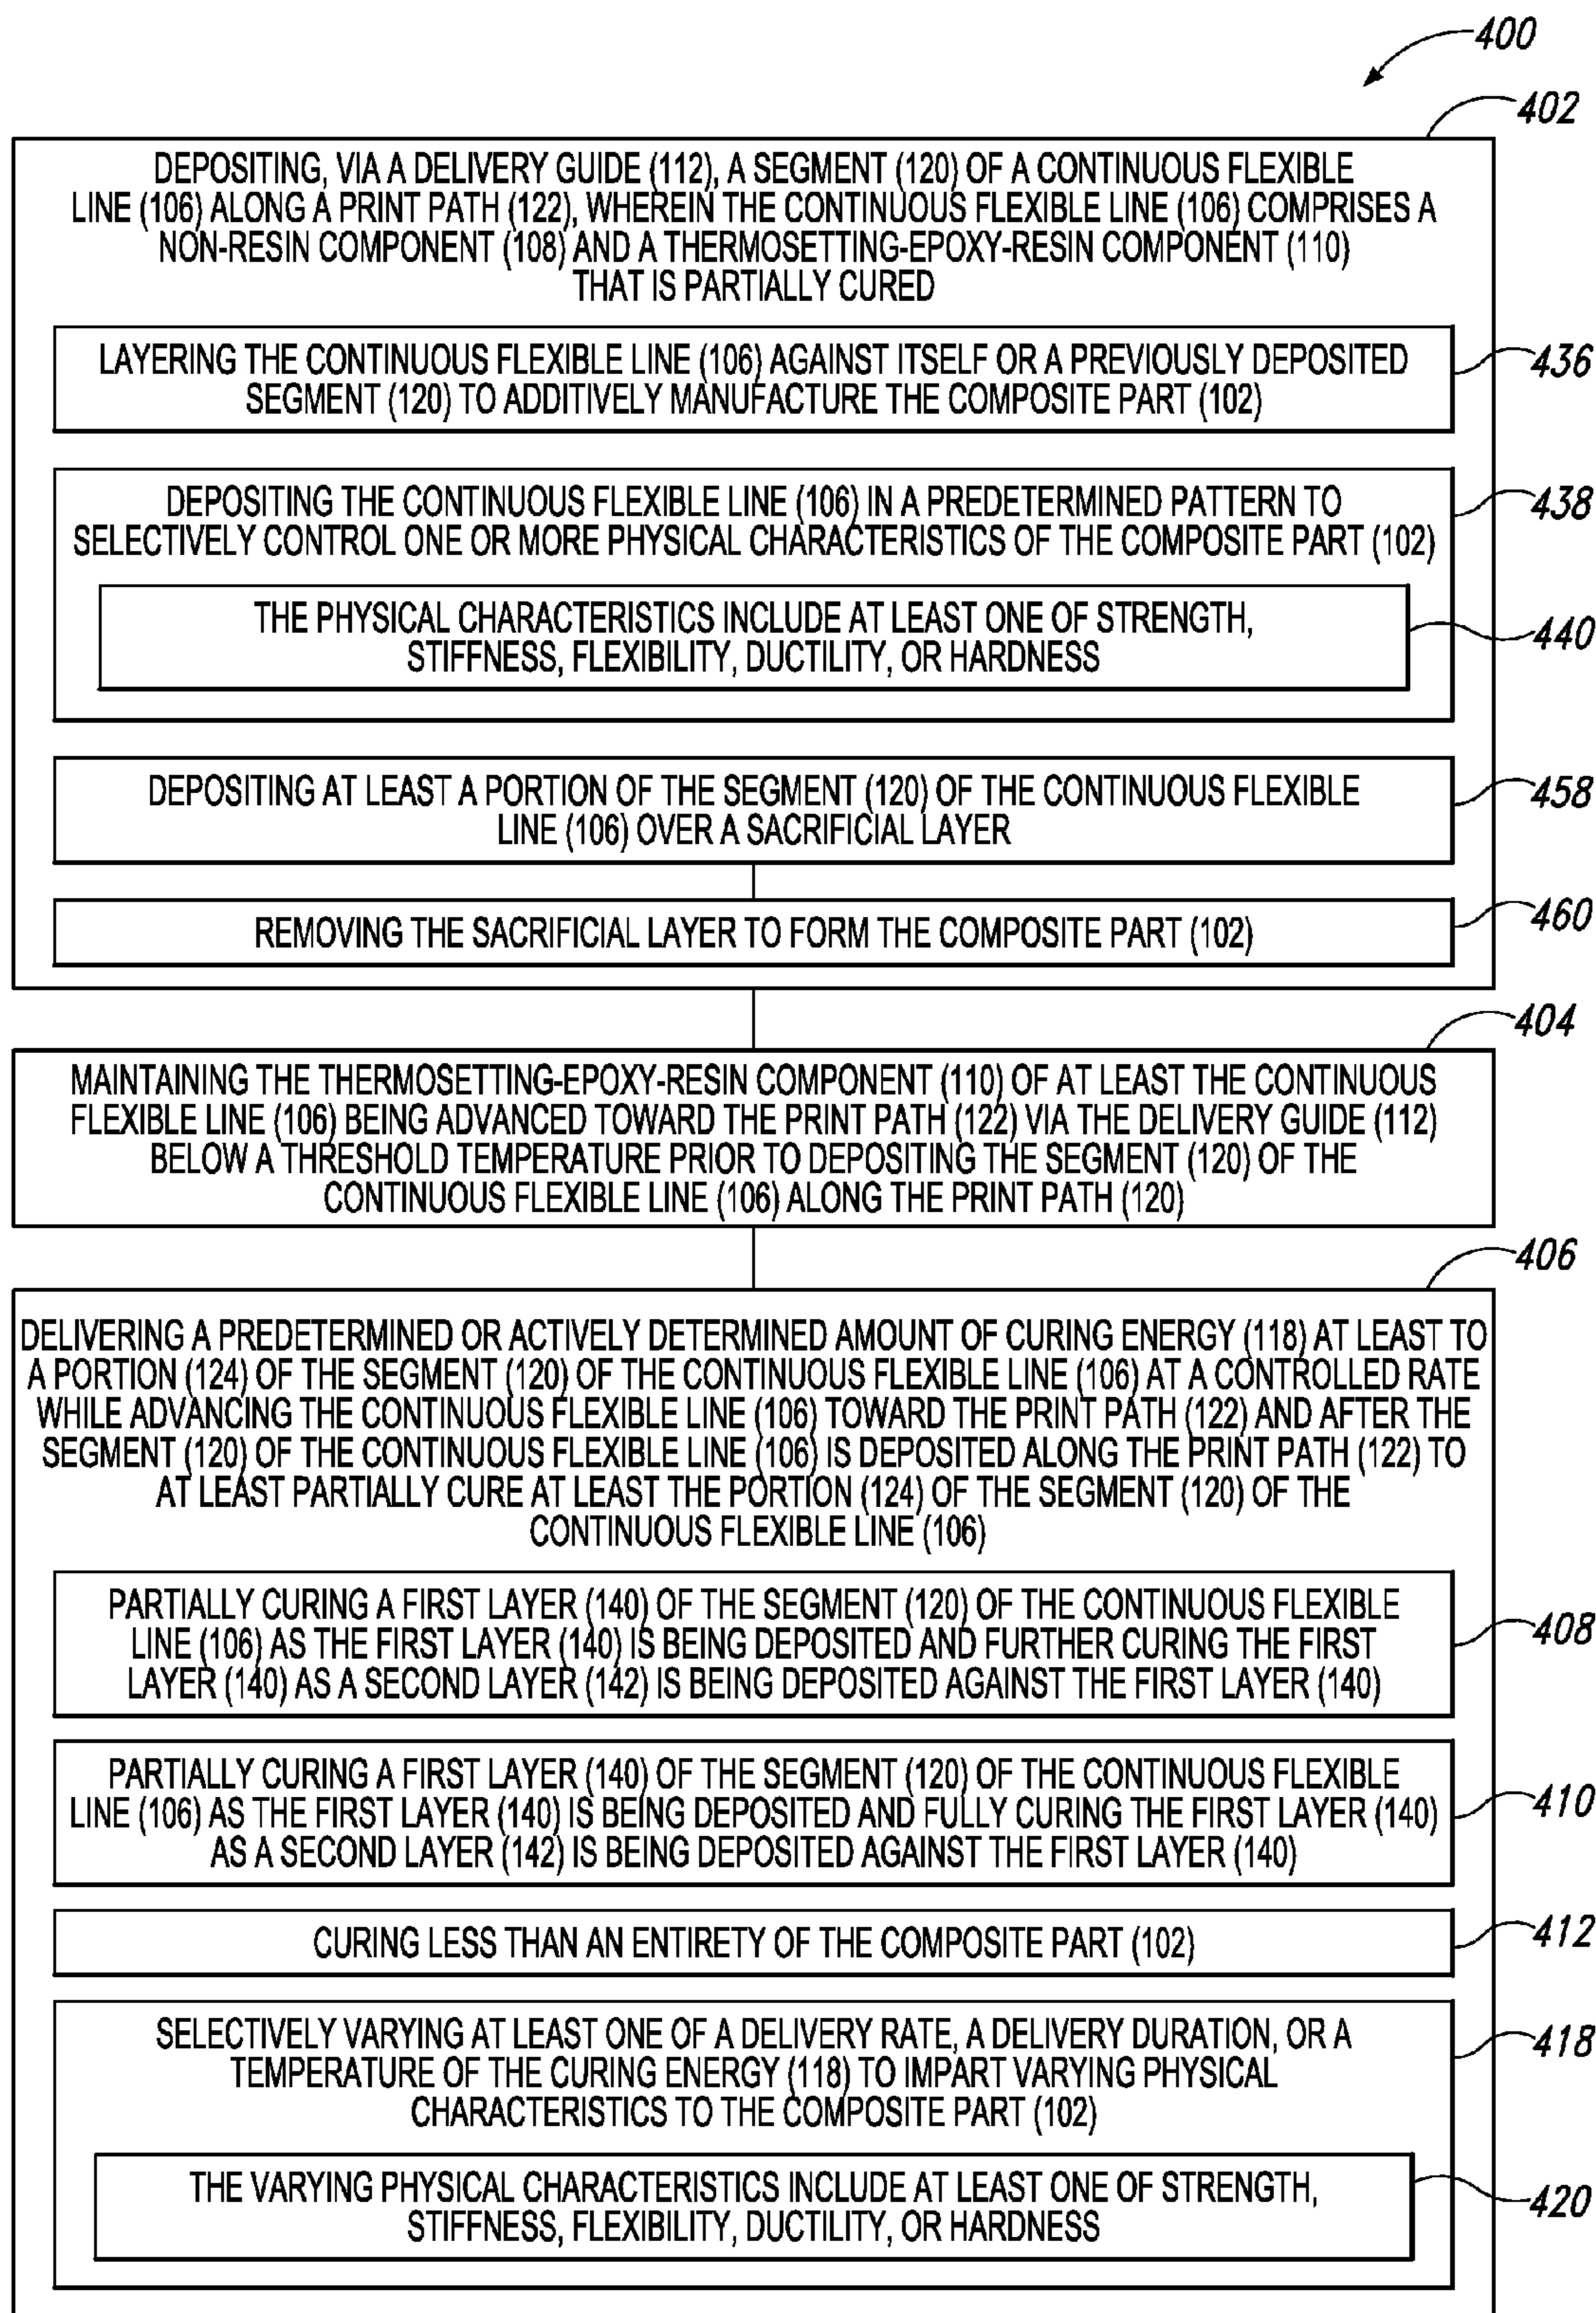 400
402
DEPOSITING, VIA A DELIVERY GUIDE (112), A SEGMENT (120) OF A CONTINUOUS FLEXIBLE
LINE (106) ALONG A PRINT PATH (122), WHEREIN THE CONTINUOUS FLEXIBLE LINE (106) COMPRISES A
NON-RESIN COMPONENT (108) AND A THERMOSETTING-EPOXY-RESIN COMPONENT (110)
THAT IS PARTIALLY CURED
LAYERING THE CONTINUOUS FLEXIBLE LINE (106) AGAINST ITSELF OR A PREVIOUSLY DEPOSITED
SEGMENT (120) TO ADDITIVELY MANUFACTURE THE COMPOSITE PART (102)
436
DEPOSITING THE CONTINUOUS FLEXIBLE LINE (106) IN A PREDETERMINED PATTERN TO
SELECTIVELY CONTROL ONE OR MORE PHYSICAL CHARACTERISTICS OF THE COMPOSITE PART (102)
438
THE PHYSICAL CHARACTERISTICS INCLUDE AT LEAST ONE OF STRENGTH,
STIFFNESS, FLEXIBILITY, DUCTILITY, OR HARDNESS
440
DEPOSITING AT LEAST A PORTION OF THE SEGMENT (120) OF THE CONTINUOUS FLEXIBLE
LINE (106) OVER A SACRIFICIAL LAYER
458
REMOVING THE SACRIFICIAL LAYER TO FORM THE COMPOSITE PART (102)
460
404
MAINTAINING THE THERMOSETTING-EPOXY-RESIN COMPONENT (110) OF AT LEAST THE CONTINUOUS
FLEXIBLE LINE (106) BEING ADVANCED TOWARD THE PRINT PATH (122) VIA THE DELIVERY GUIDE (112)
BELOW A THRESHOLD TEMPERATURE PRIOR TO DEPOSITING THE SEGMENT (120) OF THE
CONTINUOUS FLEXIBLE LINE (106) ALONG THE PRINT PATH (120)
406
DELIVERING A PREDETERMINED OR ACTIVELY DETERMINED AMOUNT OF CURING ENERGY (118) AT LEAST TO
A PORTION (124) OF THE SEGMENT (120) OF THE CONTINUOUS FLEXIBLE LINE (106) AT A CONTROLLED RATE
WHILE ADVANCING THE CONTINUOUS FLEXIBLE LINE (106) TOWARD THE PRINT PATH (122) AND AFTER THE
SEGMENT (120) OF THE CONTINUOUS FLEXIBLE LINE (106) IS DEPOSITED ALONG THE PRINT PATH (122) TO
AT LEAST PARTIALLY CURE AT LEAST THE PORTION (124) OF THE SEGMENT (120) OF THE
CONTINUOUS FLEXIBLE LINE (106)
PARTIALLY CURING A FIRST LAYER (140) OF THE SEGMENT (120) OF THE CONTINUOUS FLEXIBLE
LINE (106) AS THE FIRST LAYER (140) IS BEING DEPOSITED AND FURTHER CURING THE FIRST
LAYER (140) AS A SECOND LAYER (142) IS BEING DEPOSITED AGAINST THE FIRST LAYER (140)
408
PARTIALLY CURING A FIRST LAYER (140) OF THE SEGMENT (120) OF THE CONTINUOUS FLEXIBLE
LINE (106) AS THE FIRST LAYER (140) IS BEING DEPOSITED AND FULLY CURING THE FIRST LAYER (140)
AS A SECOND LAYER (142) IS BEING DEPOSITED AGAINST THE FIRST LAYER (140)
410
CURING LESS THAN AN ENTIRETY OF THE COMPOSITE PART (102)
412
SELECTIVELY VARYING AT LEAST ONE OF A DELIVERY RATE, A DELIVERY DURATION, OR A
TEMPERATURE OF THE CURING ENERGY (118) TO IMPART VARYING PHYSICAL
CHARACTERISTICS TO THE COMPOSITE PART (102)
418
THE VARYING PHYSICAL CHARACTERISTICS INCLUDE AT LEAST ONE OF STRENGTH,
STIFFNESS, FLEXIBILITY, DUCTILITY, OR HARDNESS
420